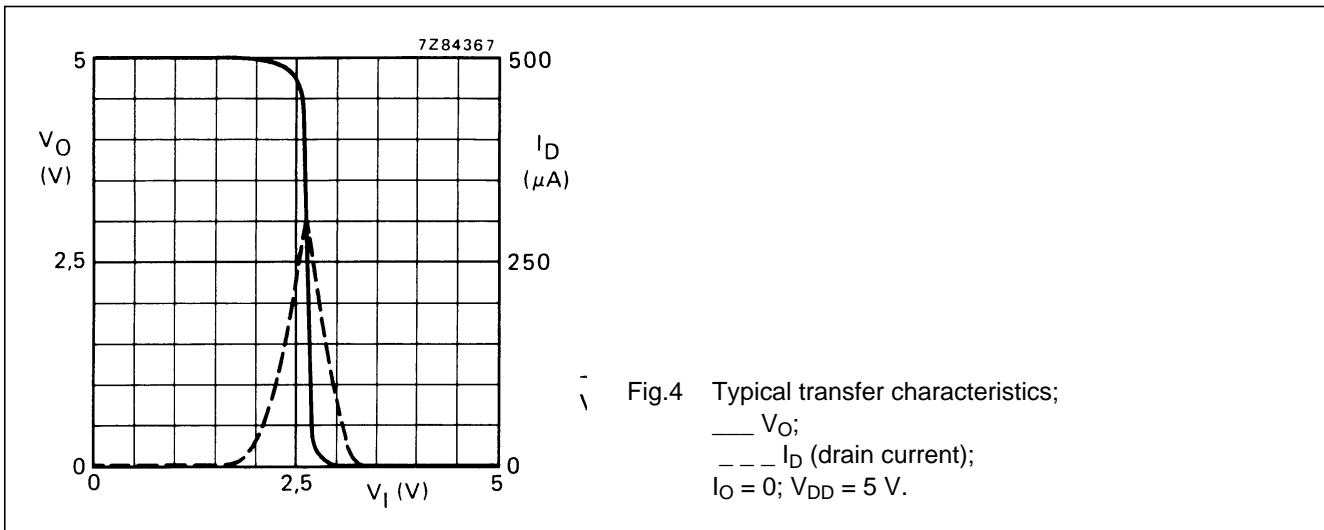 7Z84367
5
500
V_O
(V)
I_D
(μA)
2,5
250
0
0
0
2,5
V_I (V)
5
Fig.4 Typical transfer characteristics;
___ V_O;
_ _ _ I_D (drain current);
I_O = 0; V_DD = 5 V.